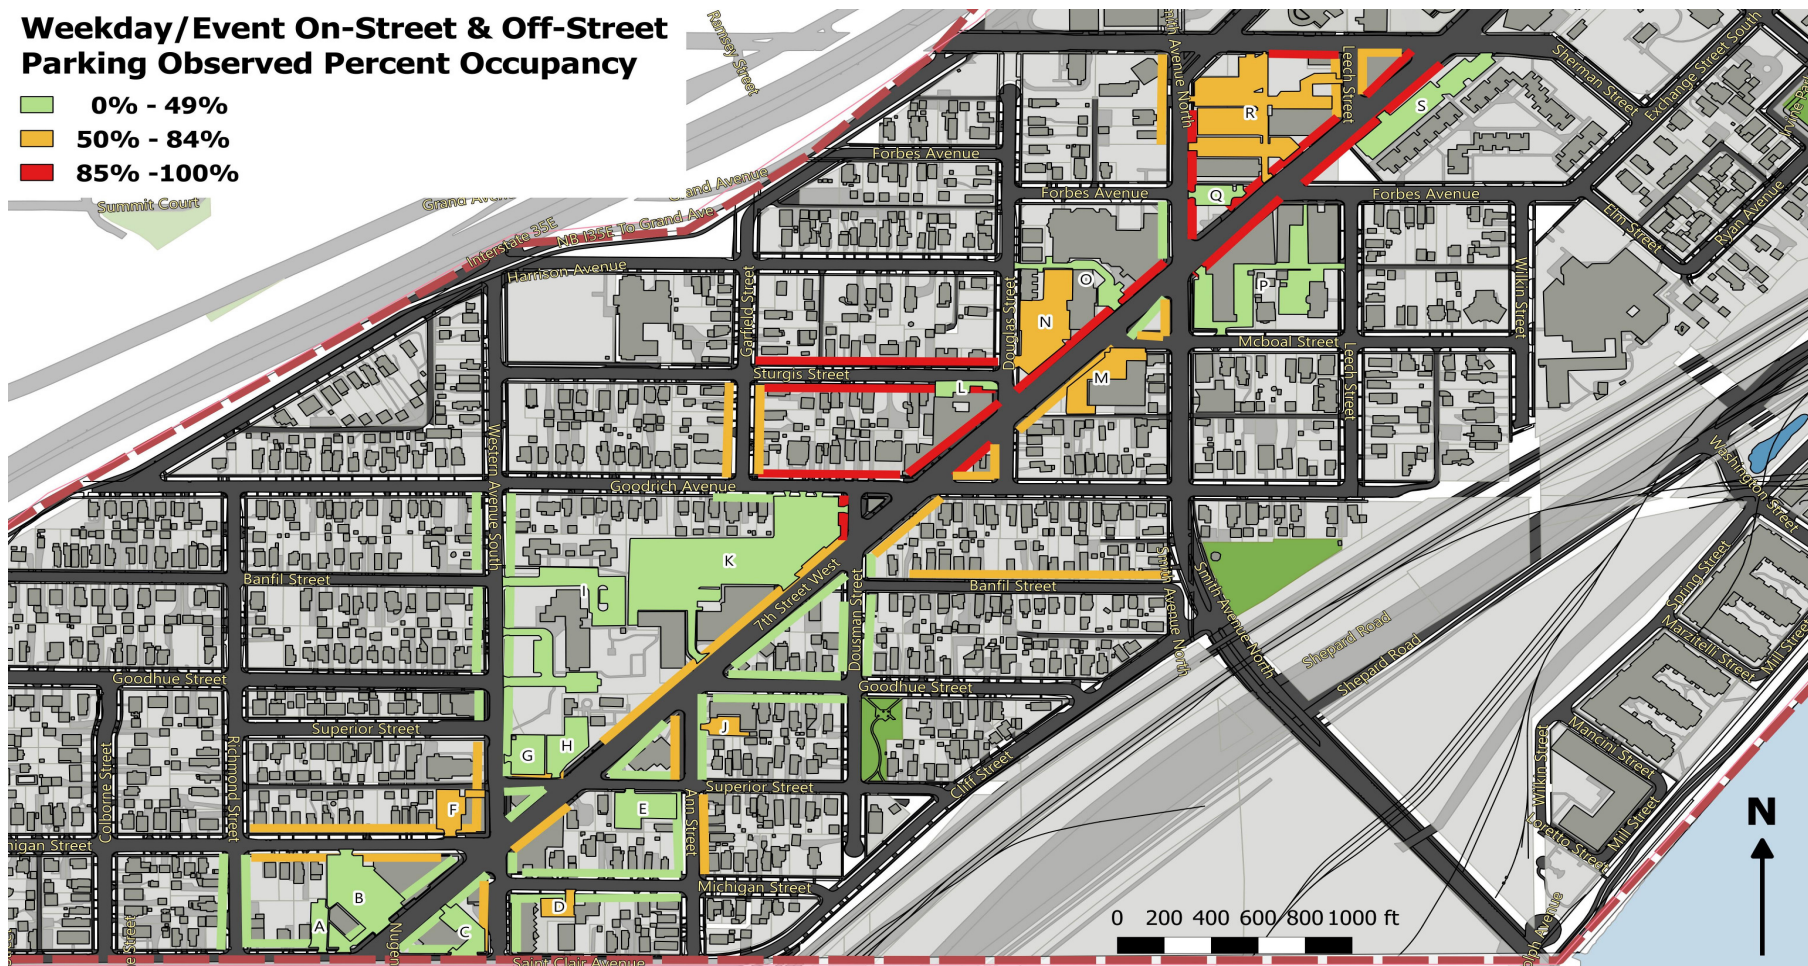 Weekday/Event On-Street & Off-Street
Parking Observed Percent Occupancy
0% - 49%
50% - 84%
85% -100%
Ramsey Street
Summit Court
Interstate 35E
NB I35E To Grand Ave
Harrison Avenue
Forbes Avenue
Forbes Avenue
Forbes Avenue
Leech Street
Sherman Street
Exchange Street South
Elm Street
Ryan Avenue
Garfield Street
Douglas Street
Sturgis Street
Mcboal Street
Leech Street
Wilkin Street
Western Avenue South
Goodrich Avenue
Washington Street
Banfil Street
Banfil Street
7th Street West
Dousman Street
Smith Avenue North
Smith Avenue North
Shepard Road
Shepard Road
Spring Street
Marzitelli Street
Mill Street
Goodhue Street
Goodhue Street
Superior Street
Superior Street
Richmond Street
Colborne Street
Ann Street
Cliff Street
Michigan Street
Wilkin Street
Mancini Street
Loretto Street
Mill Street
Saint Clair Avenue
R
S
Q
P
O
N
M
L
K
I
J
H
G
F
E
D
B
A
C
N
0 200 400 600 800 1000 ft